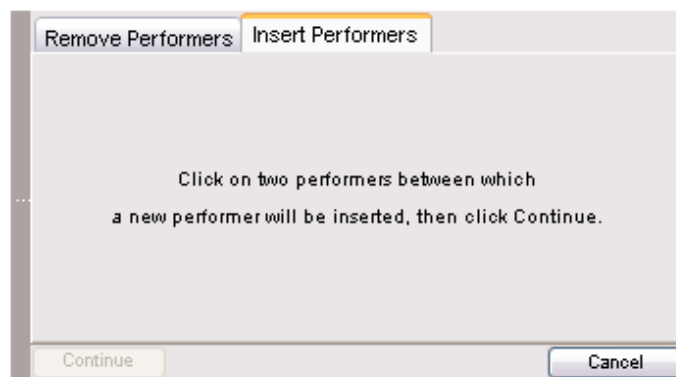 Remove Performers
Insert Performers
Click on two performers between which
a new performer will be inserted, then click Continue.
Continue
Cancel